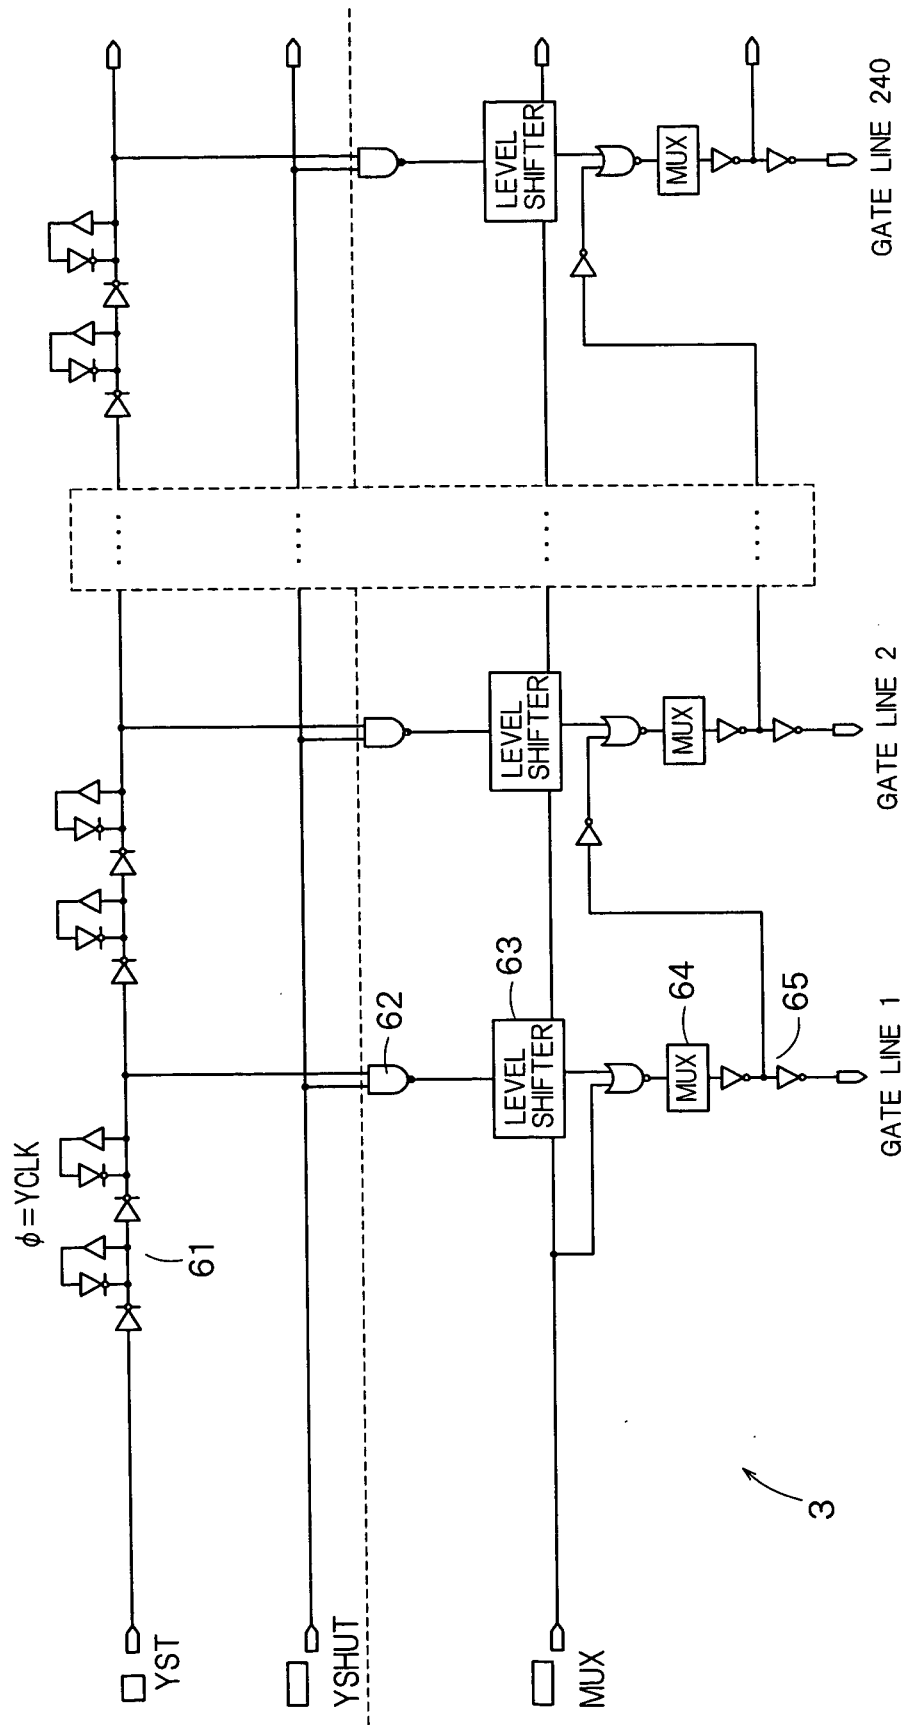 φ=YCLK
61
YST
YSHUT
MUX
62
LEVEL
SHIFTER
63
MUX
64
65
GATE LINE 1
LEVEL
SHIFTER
MUX
GATE LINE 2
....
....
....
....
LEVEL
SHIFTER
MUX
GATE LINE 240
3